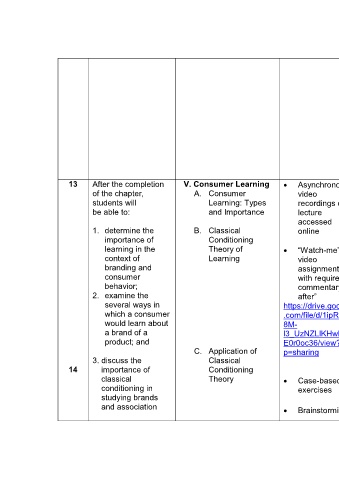 13
After the completion
of the chapter,
students will
be able to:
1. determine the
importance of
learning in the
context of
branding and
consumer
behavior;
2. examine the
several ways in
which a consumer
would learn about
a brand of a
product; and
3. discuss the
14
importance of
classical
conditioning in
studying brands
and association
V. Consumer Learning
A. Consumer
Learning: Types
and Importance
B. Classical
Conditioning
Theory of
Learning
C. Application of
Classical
Conditioning
Theory
• Asynchrono
video
recordings
lecture
accessed
online
• “Watch-me”
video
assignment
with require
commentar
after”
https://drive.goo
.com/file/d/1ipR
8M-
I3_UzNZLIKHwI
E0r0oc36/view?
p=sharing
• Case-based
exercises
• Brainstormi